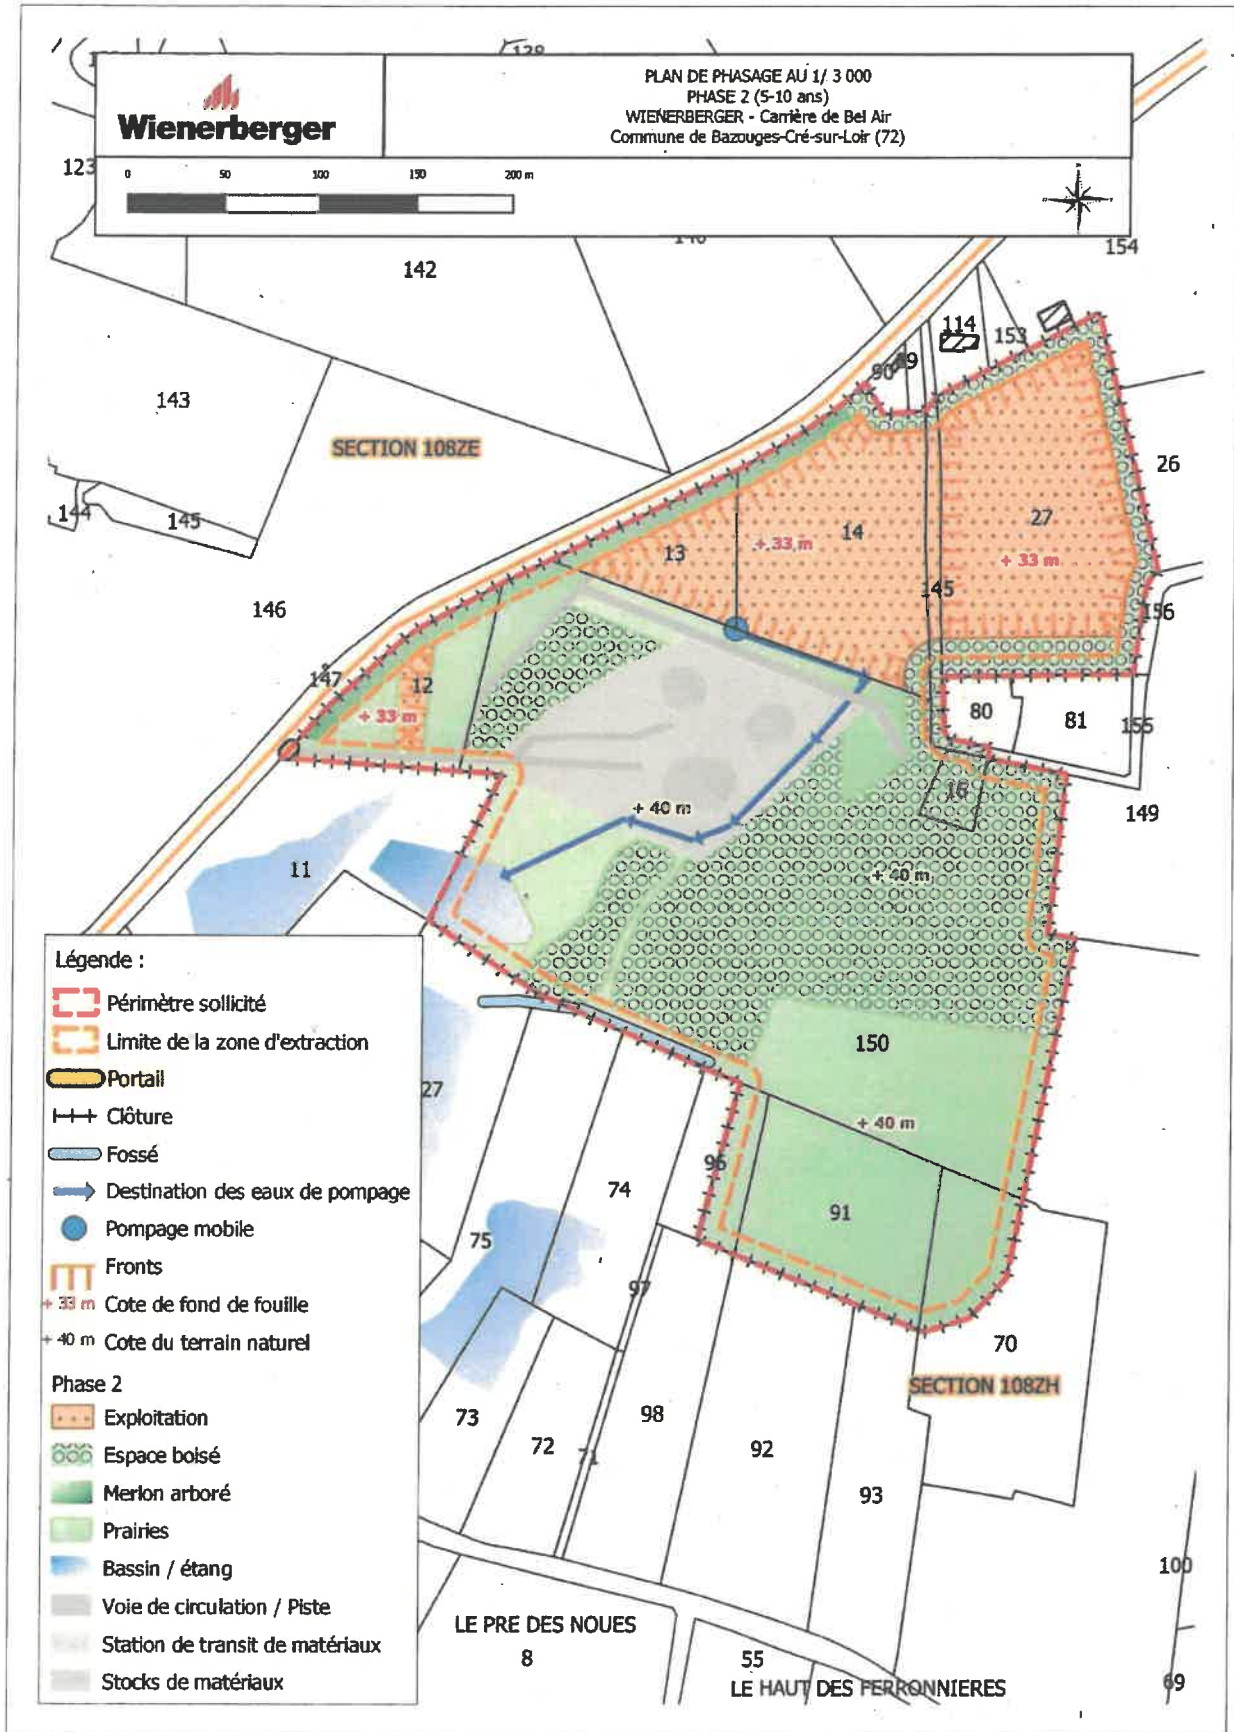 Wienerberger
PLAN DE PHASAGE AU 1/ 3 000
PHASE 2 (5-10 ans)
WIENERBERGER - Carrière de Bel Air
Commune de Bazouges-Cré-sur-Loir (72)
0 50 100 150 200 m
123
142
154
114
153
90
143
SECTION 108ZE
26
144
145
14
27
13
+ 33 m
+ 33 m
145
146
156
147
12
+ 33 m
80
81
155
16
+ 40 m
149
11
+ 40 m
Légende :
Périmètre sollicité
Limite de la zone d'extraction
Portail
Clôture
Fossé
Destination des eaux de pompage
Pompage mobile
Fronts
+ 33 m Cote de fond de fouille
+ 40 m Cote du terrain naturel
Phase 2
Exploitation
Espace boisé
Merlon arboré
Prairies
Bassin / étang
Voie de circulation / Piste
Station de transit de matériaux
Stocks de matériaux
150
27
+ 40 m
96
74
91
75
97
70
SECTION 108ZH
73
98
72
71
92
93
100
LE PRE DES NOUES
8
55
69
LE HAUT DES FERRONNIERES